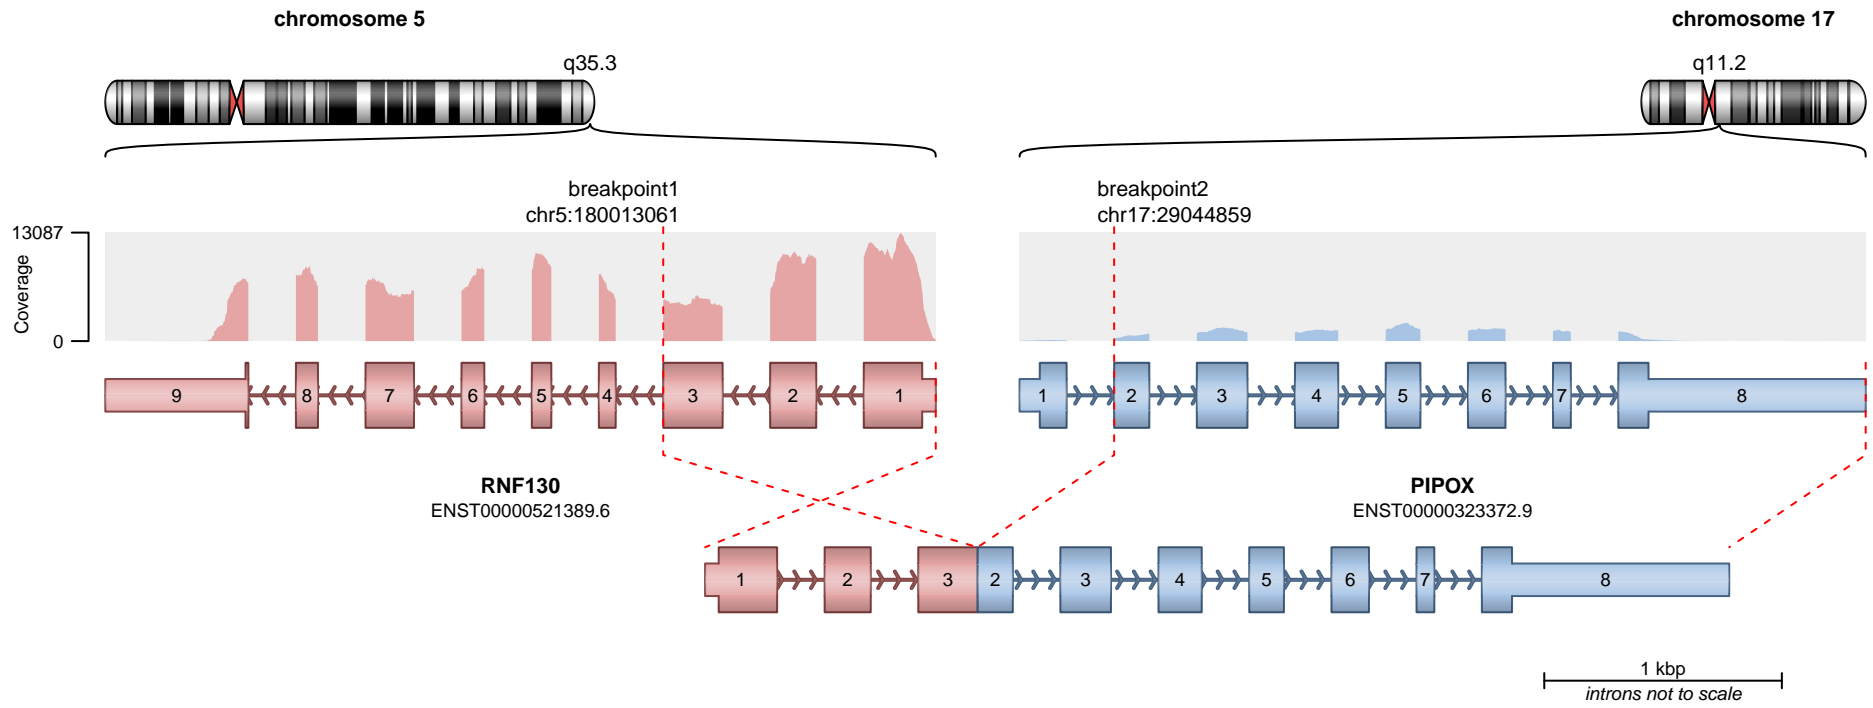 chromosome 5
chromosome 17
q35.3
q11.2
breakpoint1
chr5:180013061
breakpoint2
chr17:29044859
13087
Coverage
0
9 8 7 6 5 4 3 2 1
1 2 3 4 5 6 7 8
RNF130
ENST00000521389.6
PIPOX
ENST00000323372.9
1 2 3 2 3 4 5 6 7 8
1 kbp
introns not to scale